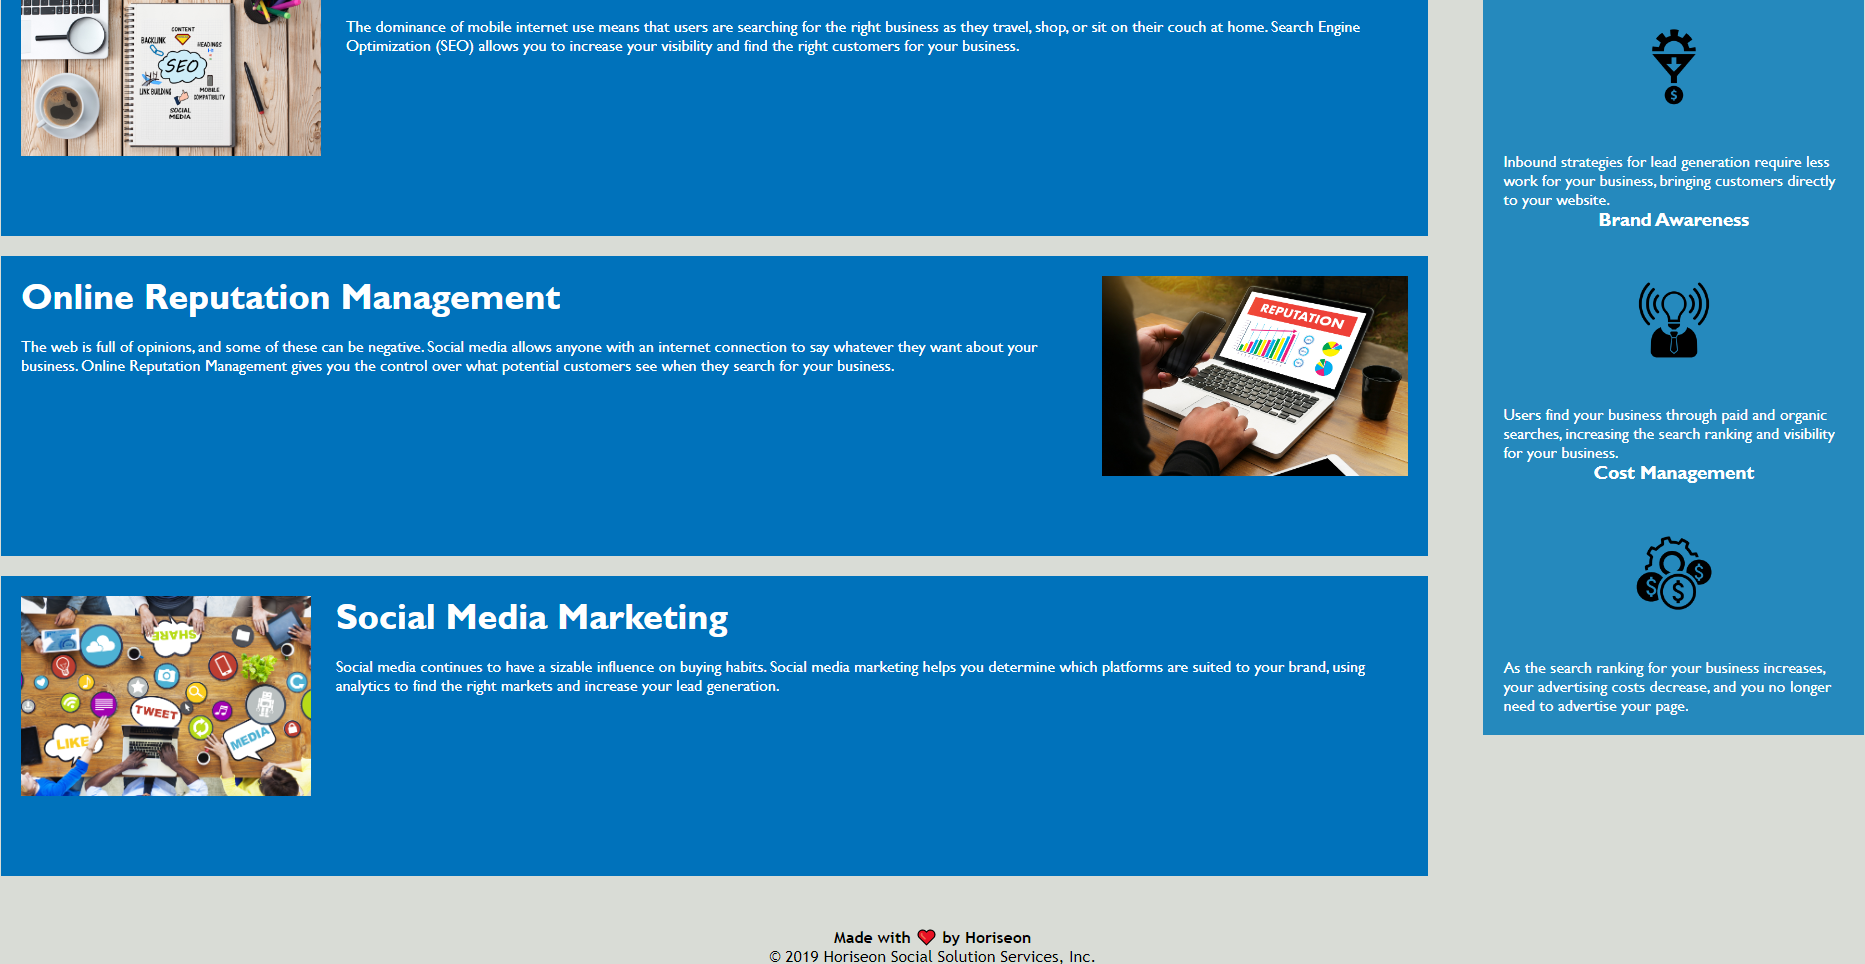 The dominance of mobile internet use means that users are searching for the right business as they travel, shop, or sit on their couch at home. Search Engine
Optimization (SEO) allows you to increase your visibility and find the right customers for your business.
CONTENT
BACKLINK
HEADINGS
SEO
LINK BUILDING
MOBILE
COMPATIBILITY
SOCIAL
MEDIA
Online Reputation Management
The web is full of opinions, and some of these can be negative. Social media allows anyone with an internet connection to say whatever they want about your
business. Online Reputation Management gives you the control over what potential customers see when they search for your business.
REPUTATION
Social Media Marketing
Social media continues to have a sizable influence on buying habits. Social media marketing helps you determine which platforms are suited to your brand, using
analytics to find the right markets and increase your lead generation.
SHARE
TWEET
LIKE
MEDIA
$
Inbound strategies for lead generation require less
work for your business, bringing customers directly
to your website.
Brand Awareness
Users find your business through paid and organic
searches, increasing the search ranking and visibility
for your business.
Cost Management
$ $ $
As the search ranking for your business increases,
your advertising costs decrease, and you no longer
need to advertise your page.
Made with ❤️ by Horiseon
© 2019 Horiseon Social Solution Services, Inc.